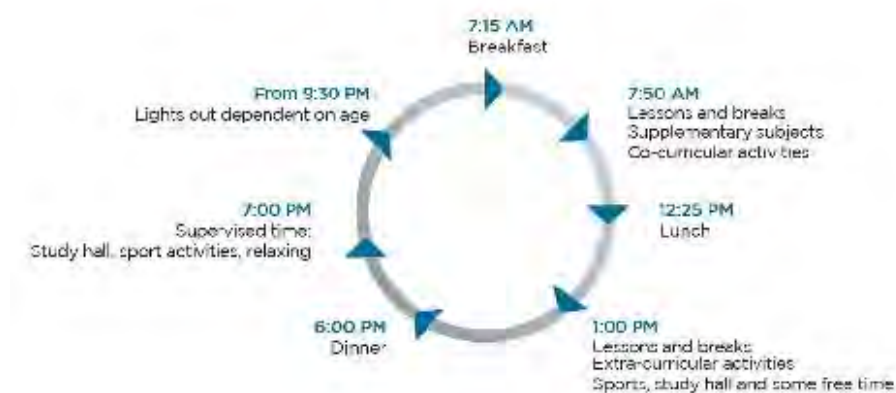 7:15 AM
Breakfast
7:50 AM
Lessons and breaks
Supplementary subjects
Co-curricular activities
12:25 PM
Lunch
1:00 PM
Lessons and breaks
Extra-curricular activities
Sports, study hall and some free time
6:00 PM
Dinner
7:00 PM
Supervised time:
Study hall, sport activities, relaxing
From 9:30 PM
Lights out dependent on age